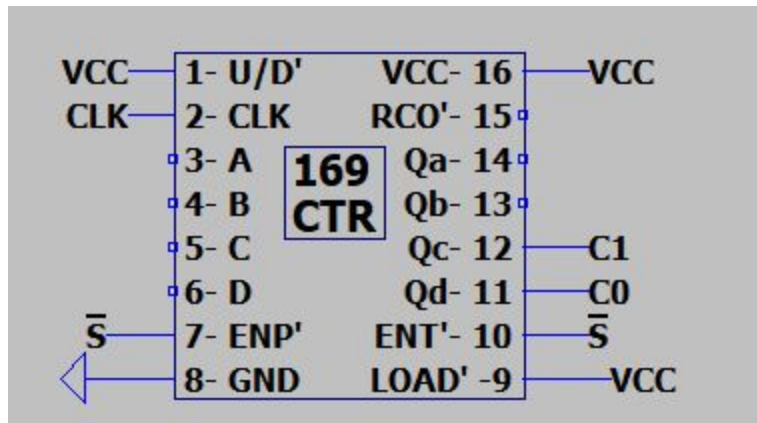 VCC 1- U/D' VCC- 16 VCC
CLK 2- CLK RCO'- 15
3- A 169 Qa- 14
4- B CTR Qb- 13
5- C Qc- 12 C1
6- D Qd- 11 C0
S̅ 7- ENP' ENT'- 10 S̅
8- GND LOAD' -9 VCC